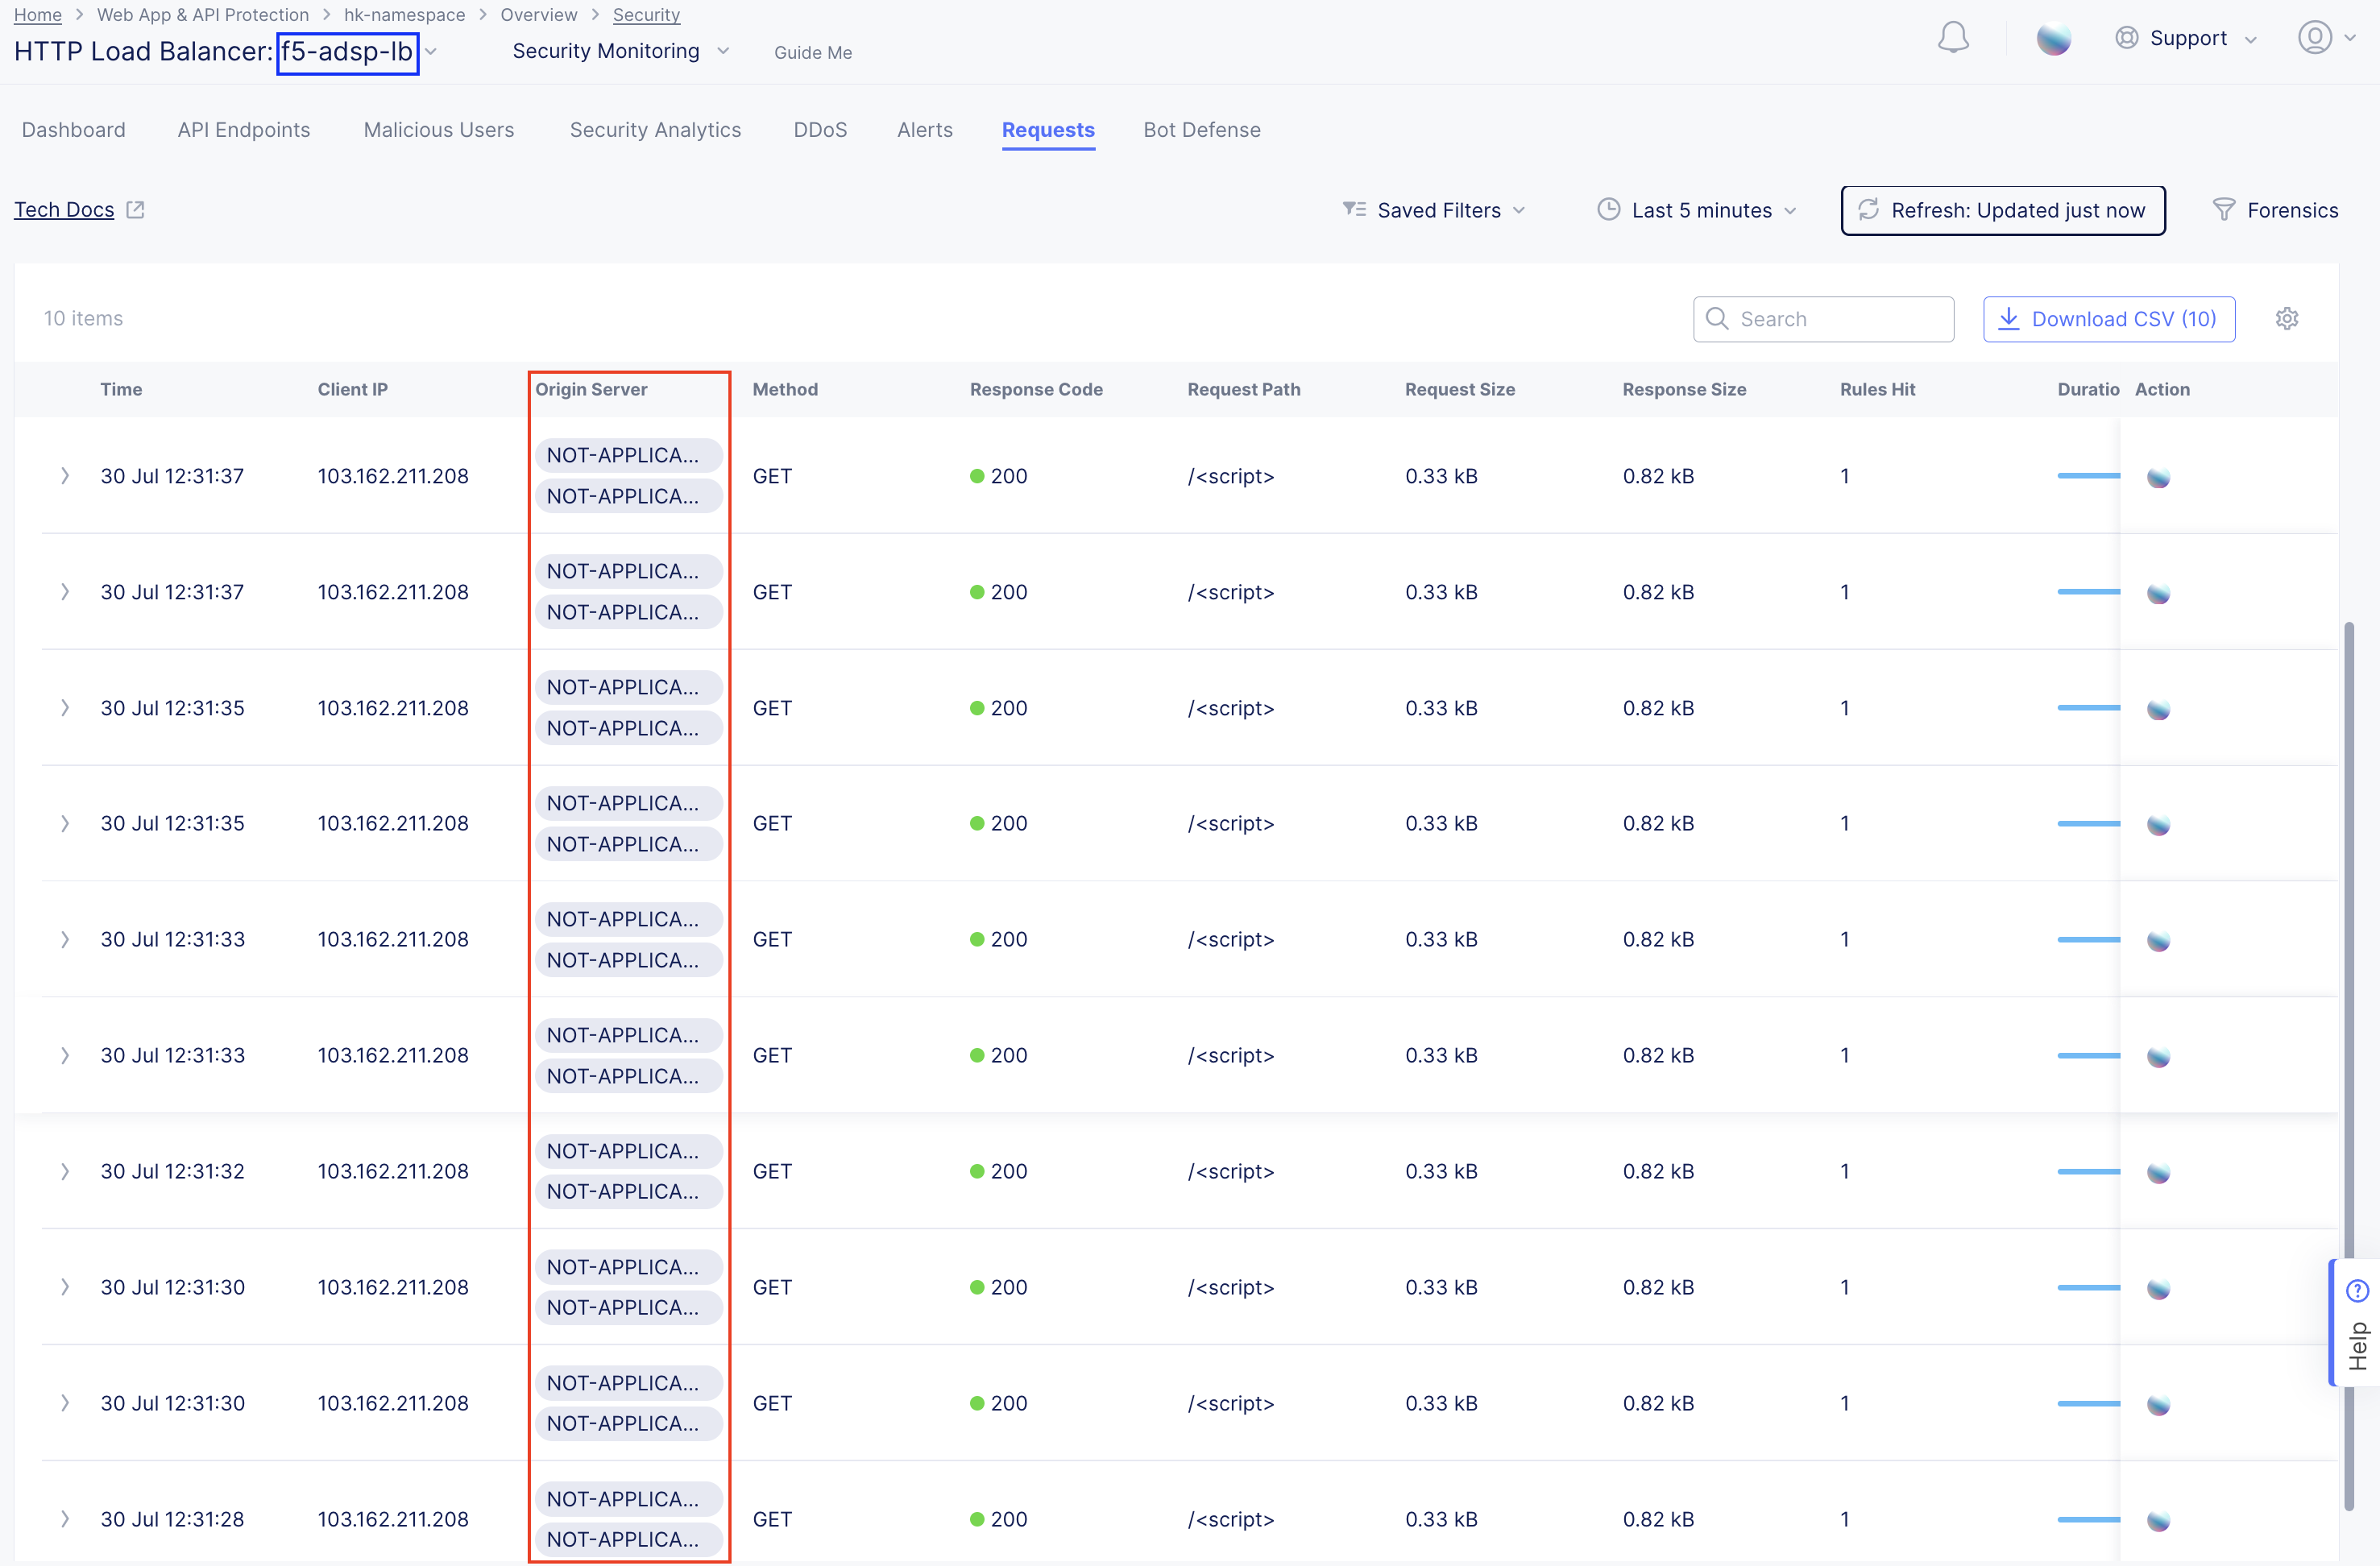 Home > Web App & API Protection > hk-namespace > Overview > Security
HTTP Load Balancer: f5-adsp-lb Security Monitoring Guide Me Support
Dashboard API Endpoints Malicious Users Security Analytics DDoS Alerts Requests Bot Defense
Tech Docs Saved Filters Last 5 minutes Refresh: Updated just now Forensics
10 items Search Download CSV (10)
Time Client IP Origin Server Method Response Code Request Path Request Size Response Size Rules Hit Duratio Action
NOT-APPLICA...
30 Jul 12:31:37 103.162.211.208 GET 200 /<script> 0.33 kB 0.82 kB 1
NOT-APPLICA...
NOT-APPLICA...
30 Jul 12:31:37 103.162.211.208 GET 200 /<script> 0.33 kB 0.82 kB 1
NOT-APPLICA...
NOT-APPLICA...
30 Jul 12:31:35 103.162.211.208 GET 200 /<script> 0.33 kB 0.82 kB 1
NOT-APPLICA...
NOT-APPLICA...
30 Jul 12:31:35 103.162.211.208 GET 200 /<script> 0.33 kB 0.82 kB 1
NOT-APPLICA...
NOT-APPLICA...
30 Jul 12:31:33 103.162.211.208 GET 200 /<script> 0.33 kB 0.82 kB 1
NOT-APPLICA...
NOT-APPLICA...
30 Jul 12:31:33 103.162.211.208 GET 200 /<script> 0.33 kB 0.82 kB 1
NOT-APPLICA...
NOT-APPLICA...
30 Jul 12:31:32 103.162.211.208 GET 200 /<script> 0.33 kB 0.82 kB 1
NOT-APPLICA...
NOT-APPLICA...
30 Jul 12:31:30 103.162.211.208 GET 200 /<script> 0.33 kB 0.82 kB 1
NOT-APPLICA...
NOT-APPLICA...
30 Jul 12:31:30 103.162.211.208 GET 200 /<script> 0.33 kB 0.82 kB 1
NOT-APPLICA...
NOT-APPLICA...
30 Jul 12:31:28 103.162.211.208 GET 200 /<script> 0.33 kB 0.82 kB 1
NOT-APPLICA...
Help